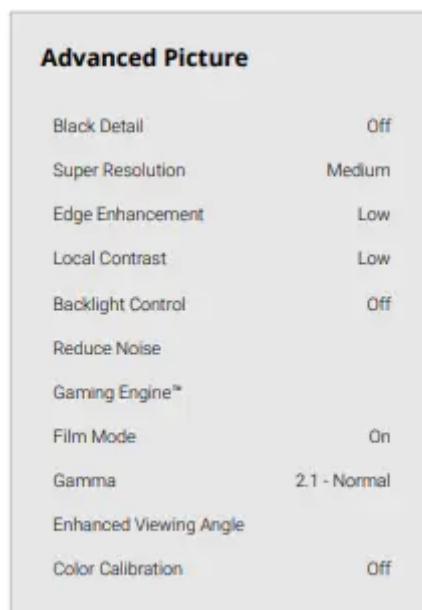 Advanced Picture
Black Detail Off
Super Resolution Medium
Edge Enhancement Low
Local Contrast Low
Backlight Control Off
Reduce Noise
Gaming Engine™
Film Mode On
Gamma 2.1 - Normal
Enhanced Viewing Angle
Color Calibration Off